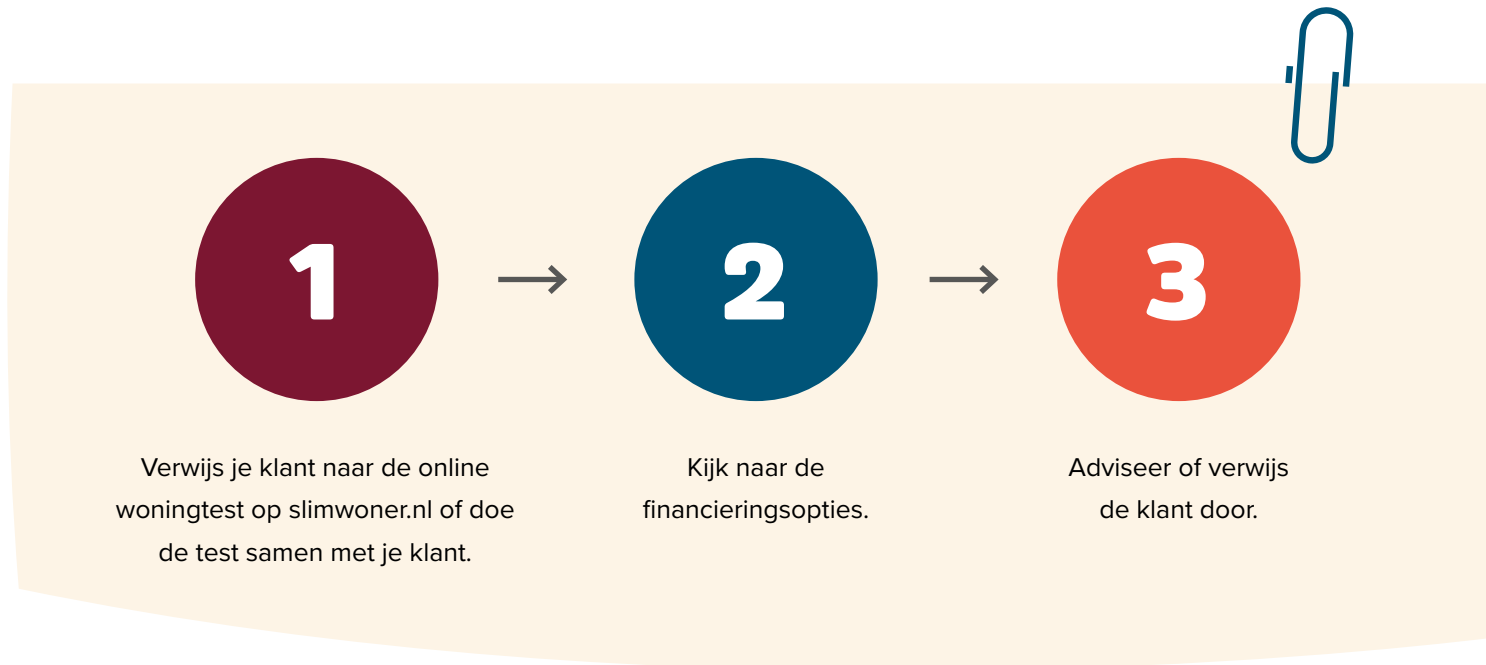 1
2
3
Verwijs je klant naar de online
woningtest op slimwoner.nl of doe
de test samen met je klant.
Kijk naar de
financieringsopties.
Adviseer of verwijs
de klant door.